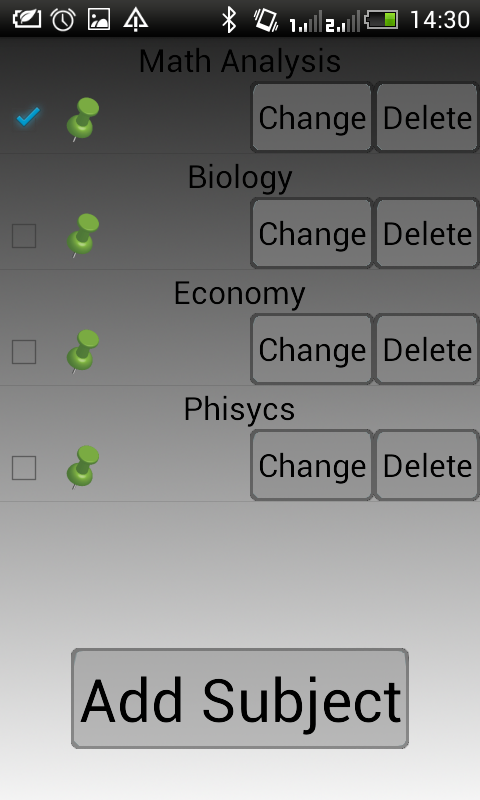 14:30
Math Analysis
Change Delete
Biology
Change Delete
Economy
Change Delete
Phisycs
Change Delete
Add Subject